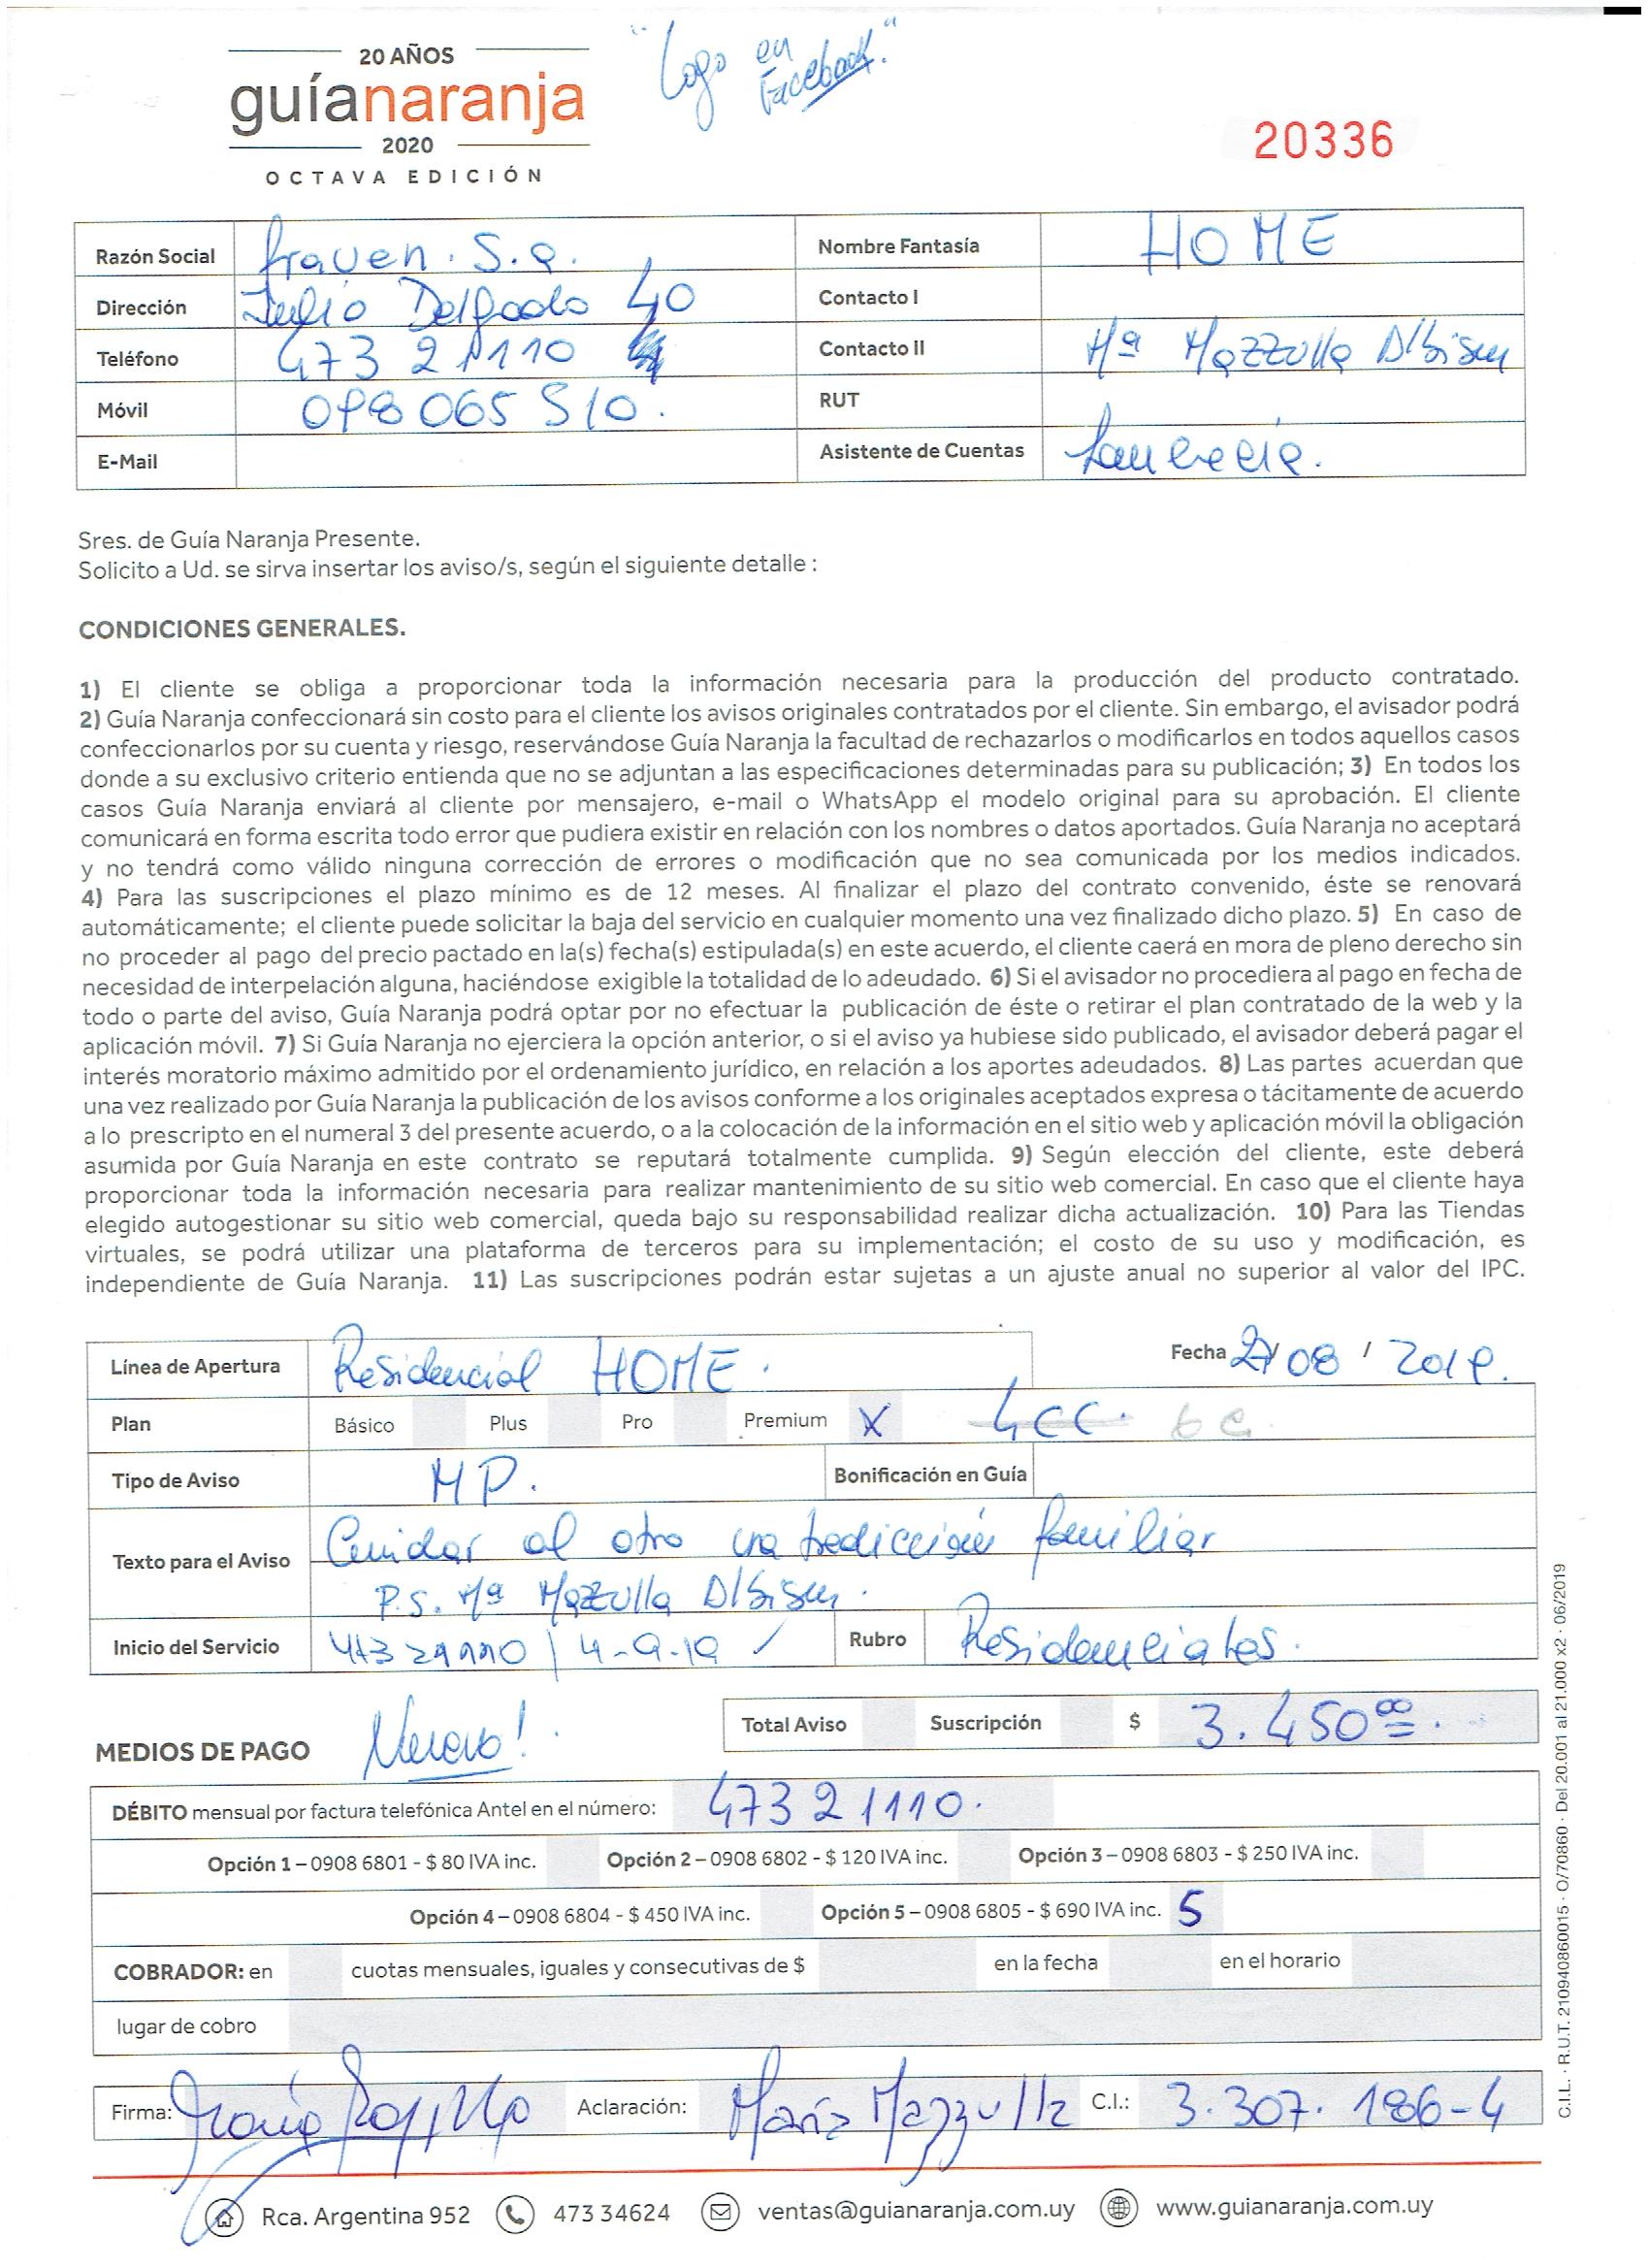 "Logo en Facebook."
20 AÑOS
guíanaranja
2020
OCTAVA EDICIÓN
20336
Razón Social Graven. S.a. Nombre Fantasía HOME
Dirección Julio Delgado 40 Contacto I
Teléfono 473 21110 Contacto II Mª Mazzulla Albisu
Móvil 098 065 510. RUT
E-Mail Asistente de Cuentas
Sres. de Guía Naranja Presente.
Solicito a Ud. se sirva insertar los aviso/s, según el siguiente detalle :
CONDICIONES GENERALES.
1) El cliente se obliga a proporcionar toda la información necesaria para la producción del producto contratado.
2) Guía Naranja confeccionará sin costo para el cliente los avisos originales contratados por el cliente. Sin embargo, el avisador podrá
confeccionarlos por su cuenta y riesgo, reservándose Guía Naranja la facultad de rechazarlos o modificarlos en todos aquellos casos
donde a su exclusivo criterio entienda que no se adjuntan a las especificaciones determinadas para su publicación; 3) En todos los
casos Guía Naranja enviará al cliente por mensajero, e-mail o WhatsApp el modelo original para su aprobación. El cliente
comunicará en forma escrita todo error que pudiera existir en relación con los nombres o datos aportados. Guía Naranja no aceptará
y no tendrá como válido ninguna corrección de errores o modificación que no sea comunicada por los medios indicados.
4) Para las suscripciones el plazo mínimo es de 12 meses. Al finalizar el plazo del contrato convenido, éste se renovará
automáticamente; el cliente puede solicitar la baja del servicio en cualquier momento una vez finalizado dicho plazo. 5) En caso de
no proceder al pago del precio pactado en la(s) fecha(s) estipulada(s) en este acuerdo, el cliente caerá en mora de pleno derecho sin
necesidad de interpelación alguna, haciéndose exigible la totalidad de lo adeudado. 6) Si el avisador no procediera al pago en fecha de
todo o parte del aviso, Guía Naranja podrá optar por no efectuar la publicación de éste o retirar el plan contratado de la web y la
aplicación móvil. 7) Si Guía Naranja no ejerciera la opción anterior, o si el aviso ya hubiese sido publicado, el avisador deberá pagar el
interés moratorio máximo admitido por el ordenamiento jurídico, en relación a los aportes adeudados. 8) Las partes acuerdan que
una vez realizado por Guía Naranja la publicación de los avisos conforme a los originales aceptados expresa o tácitamente de acuerdo
a lo prescripto en el numeral 3 del presente acuerdo, o a la colocación de la información en el sitio web y aplicación móvil la obligación
asumida por Guía Naranja en este contrato se reputará totalmente cumplida. 9) Según elección del cliente, este deberá
proporcionar toda la información necesaria para realizar mantenimiento de su sitio web comercial. En caso que el cliente haya
elegido autogestionar su sitio web comercial, queda bajo su responsabilidad realizar dicha actualización. 10) Para las Tiendas
virtuales, se podrá utilizar una plataforma de terceros para su implementación; el costo de su uso y modificación, es
independiente de Guía Naranja. 11) Las suscripciones podrán estar sujetas a un ajuste anual no superior al valor del IPC.
Línea de Apertura Residencial HOME. Fecha 08 / 2019.
Plan Básico Plus Pro Premium X 4CC. 6c
Tipo de Aviso MP. Bonificación en Guía
Texto para el Aviso Cuidar al otro una tradicición familiar
P.S. Mª Mazzulla Albisu.
Inicio del Servicio 473 21110 | 4-9-19 / Rubro Residenciales.
MEDIOS DE PAGO Nuevo! Total Aviso Suscripción $ 3.450 00.
DÉBITO mensual por factura telefónica Antel en el número: 473 21110.
Opción 1 – 0908 6801 - $ 80 IVA inc. Opción 2 – 0908 6802 - $ 120 IVA inc. Opción 3 – 0908 6803 - $ 250 IVA inc.
Opción 4 – 0908 6804 - $ 450 IVA inc. Opción 5 – 0908 6805 - $ 690 IVA inc. 5
COBRADOR: en cuotas mensuales, iguales y consecutivas de $ en la fecha en el horario
lugar de cobro
Firma: Aclaración: María Mazzulla C.I.: 3.307.186-4
Rca. Argentina 952 473 34624 ventas@guianaranja.com.uy www.guianaranja.com.uy
C.I.L. · R.U.T. 210940860015 · O/70860 · Del 20.001 al 21.000 x2 · 06/2019